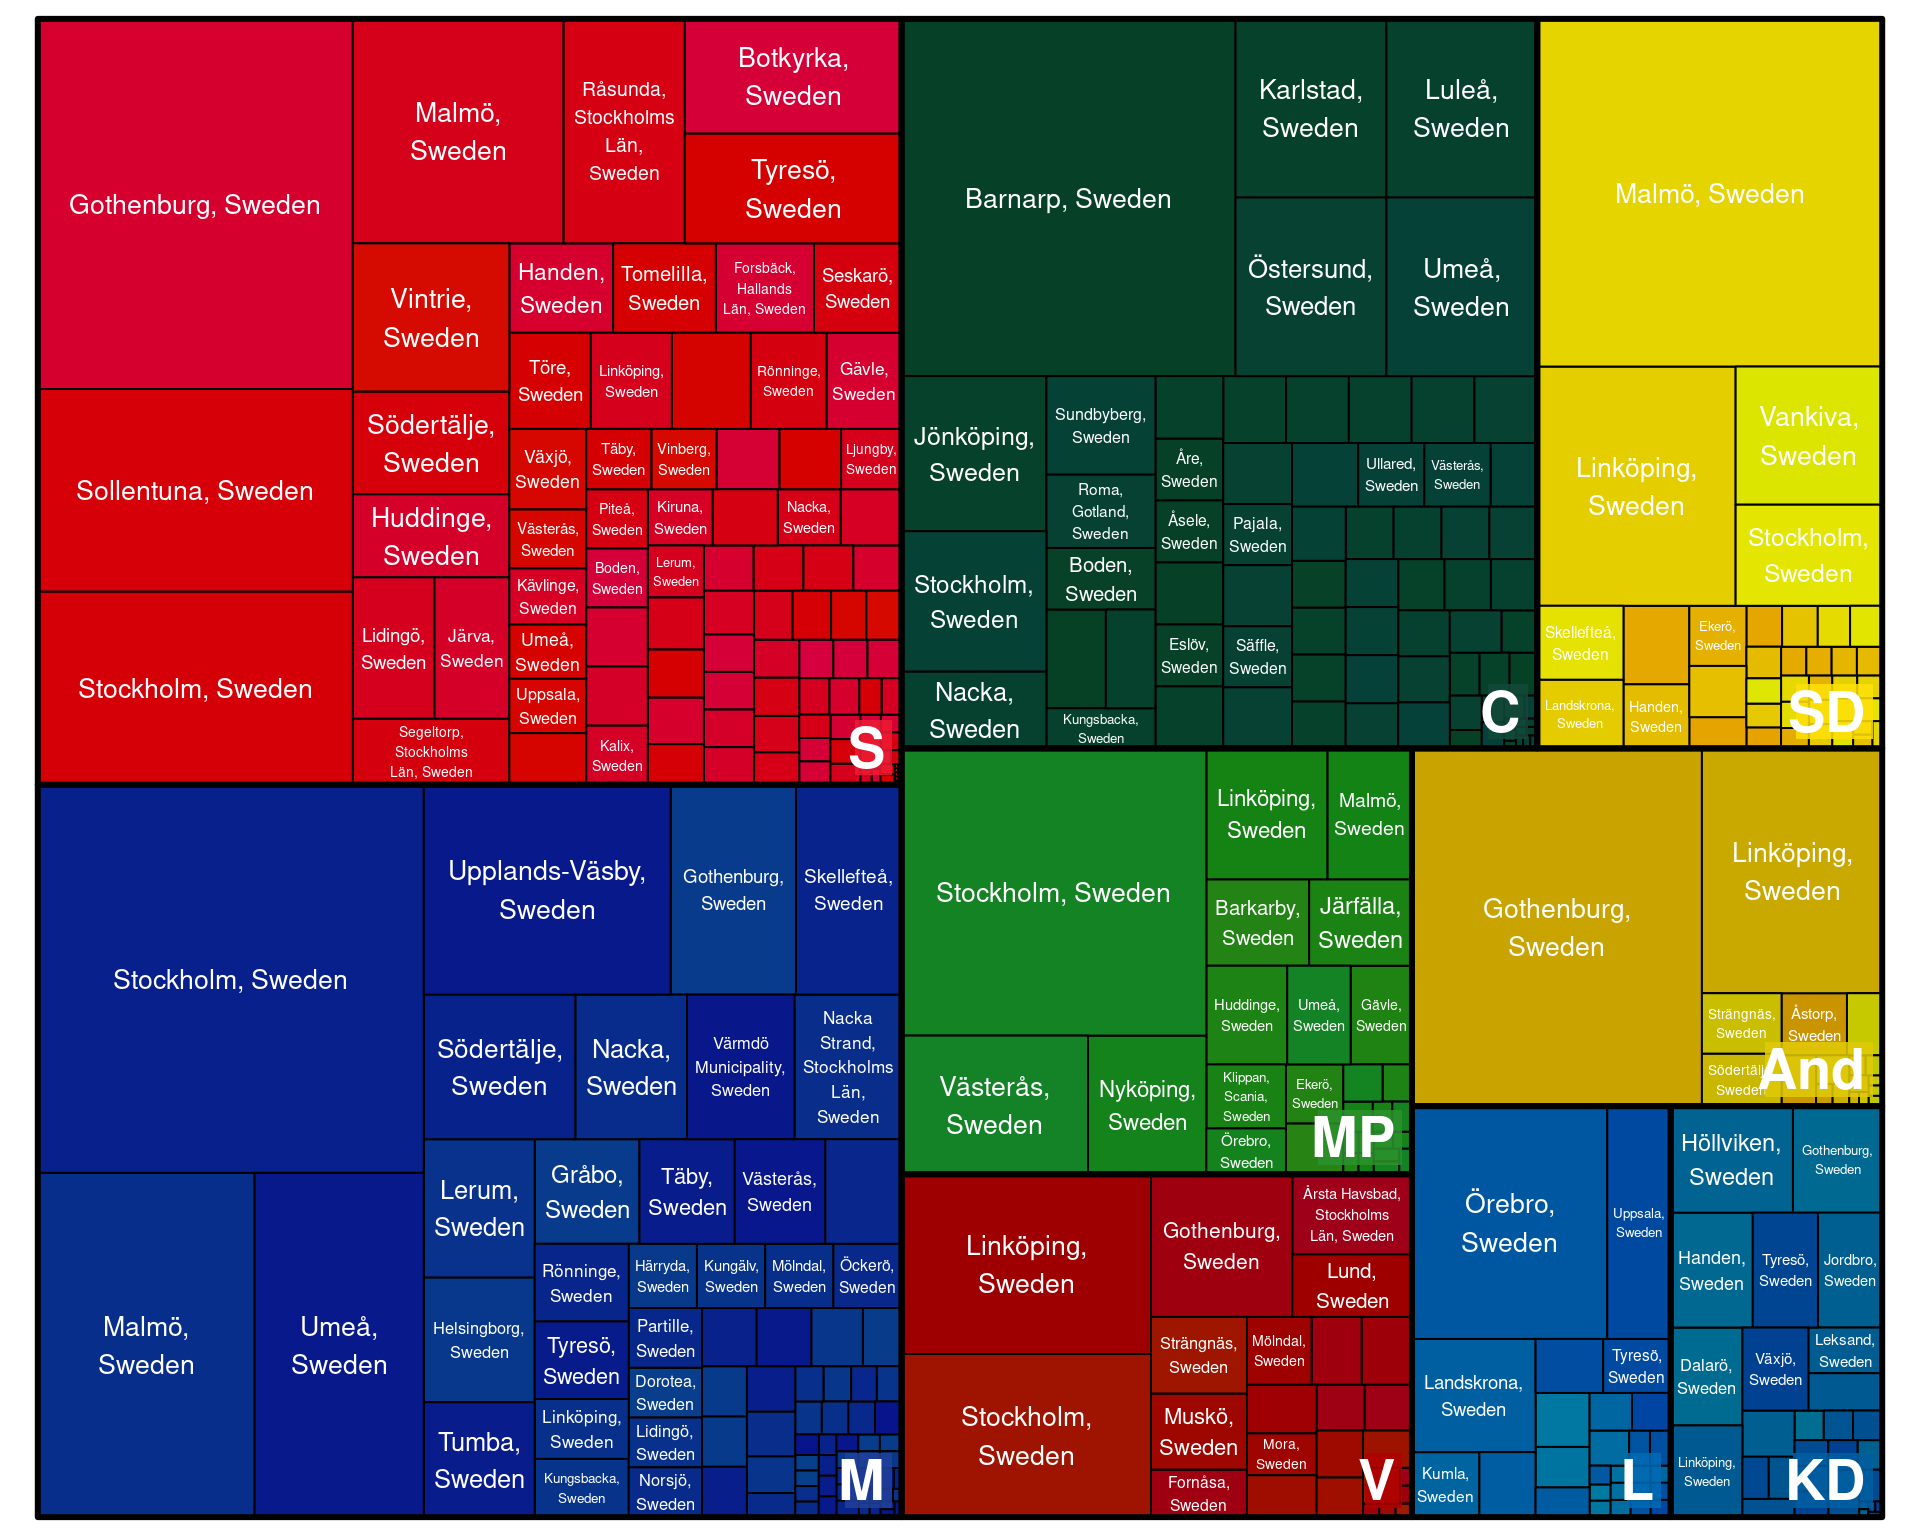 Gothenburg, Sweden
Sollentuna, Sweden
Stockholm, Sweden
Malmö,
Sweden
Råsunda,
Stockholms
Län,
Sweden
Botkyrka,
Sweden
Tyresö,
Sweden
Vintrie,
Sweden
Södertälje,
Sweden
Huddinge,
Sweden
Lidingö,
Sweden
Järva,
Sweden
Segeltorp,
Stockholms
Län, Sweden
Handen,
Sweden
Tomelilla,
Sweden
Forsbäck,
Hallands
Län, Sweden
Seskarö,
Sweden
Töre,
Sweden
Linköping,
Sweden
Rönninge,
Sweden
Gävle,
Sweden
Växjö,
Sweden
Västerås,
Sweden
Kävlinge,
Sweden
Umeå,
Sweden
Uppsala,
Sweden
Täby,
Sweden
Vinberg,
Sweden
Ljungby,
Sweden
Piteå,
Sweden
Kiruna,
Sweden
Nacka,
Sweden
Boden,
Sweden
Lerum,
Sweden
Kalix,
Sweden
S
Barnarp, Sweden
Karlstad,
Sweden
Luleå,
Sweden
Östersund,
Sweden
Umeå,
Sweden
Jönköping,
Sweden
Stockholm,
Sweden
Nacka,
Sweden
Sundbyberg,
Sweden
Roma,
Gotland,
Sweden
Boden,
Sweden
Kungsbacka,
Sweden
Åre,
Sweden
Åsele,
Sweden
Eslöv,
Sweden
Pajala,
Sweden
Säffle,
Sweden
Ullared,
Sweden
Västerås,
Sweden
C
Malmö, Sweden
Linköping,
Sweden
Vankiva,
Sweden
Stockholm,
Sweden
Skellefteå,
Sweden
Landskrona,
Sweden
Handen,
Sweden
Ekerö,
Sweden
SD
Stockholm, Sweden
Malmö,
Sweden
Umeå,
Sweden
Upplands-Väsby,
Sweden
Gothenburg,
Sweden
Skellefteå,
Sweden
Södertälje,
Sweden
Nacka,
Sweden
Värmdö
Municipality,
Sweden
Nacka
Strand,
Stockholms
Län,
Sweden
Lerum,
Sweden
Helsingborg,
Sweden
Tumba,
Sweden
Gråbo,
Sweden
Täby,
Sweden
Västerås,
Sweden
Rönninge,
Sweden
Tyresö,
Sweden
Linköping,
Sweden
Kungsbacka,
Sweden
Härryda,
Sweden
Kungälv,
Sweden
Mölndal,
Sweden
Öckerö,
Sweden
Partille,
Sweden
Dorotea,
Sweden
Lidingö,
Sweden
Norsjö,
Sweden
M
Stockholm, Sweden
Västerås,
Sweden
Nyköping,
Sweden
Linköping,
Sweden
Malmö,
Sweden
Barkarby,
Sweden
Järfälla,
Sweden
Huddinge,
Sweden
Umeå,
Sweden
Gävle,
Sweden
Klippan,
Scania,
Sweden
Örebro,
Sweden
Ekerö,
Sweden
MP
Gothenburg,
Sweden
Linköping,
Sweden
Strängnäs,
Sweden
Åstorp,
Sweden
Södertälje,
Sweden
And
Linköping,
Sweden
Stockholm,
Sweden
Gothenburg,
Sweden
Årsta Havsbad,
Stockholms
Län, Sweden
Lund,
Sweden
Strängnäs,
Sweden
Mölndal,
Sweden
Muskö,
Sweden
Mora,
Sweden
Fornåsa,
Sweden
V
Örebro,
Sweden
Uppsala,
Sweden
Landskrona,
Sweden
Tyresö,
Sweden
Kumla,
Sweden
L
Höllviken,
Sweden
Gothenburg,
Sweden
Handen,
Sweden
Tyresö,
Sweden
Jordbro,
Sweden
Dalarö,
Sweden
Växjö,
Sweden
Leksand,
Sweden
Linköping,
Sweden
KD